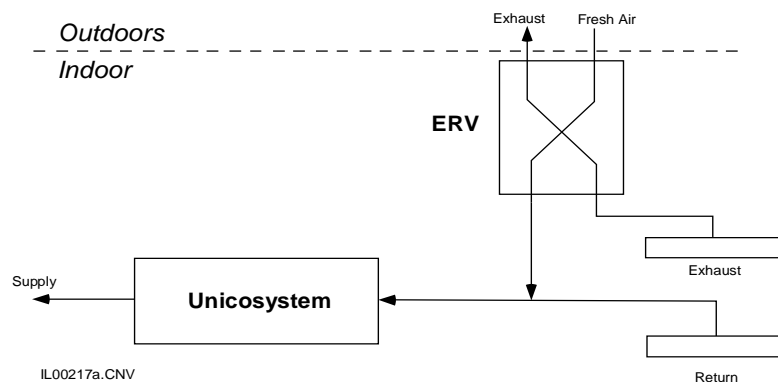 Outdoors
Exhaust
Fresh Air
Indoor
ERV
Exhaust
Supply
Unicosystem
Return
IL00217a.CNV